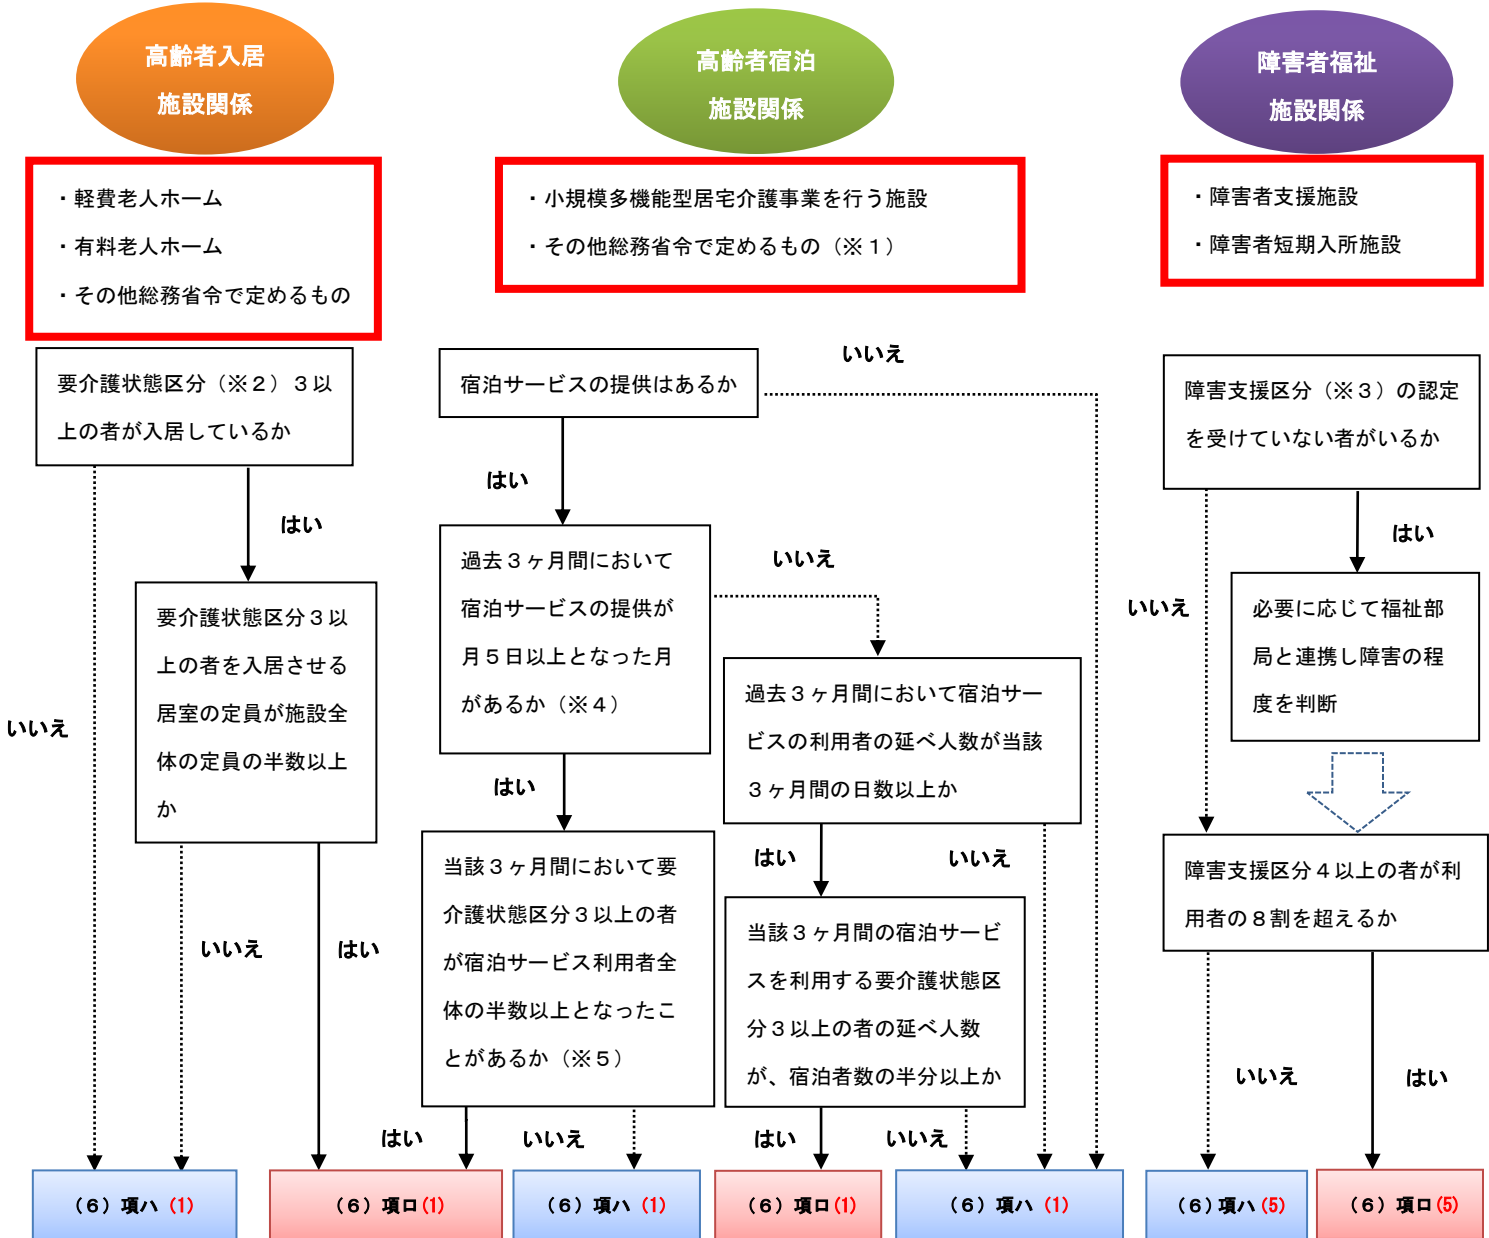 高齢者入居
施設関係
・軽費老人ホーム
・有料老人ホーム
・その他総務省令で定めるもの
要介護状態区分（※２）３以
上の者が入居しているか
はい
いいえ
要介護状態区分３以
上の者を入居させる
居室の定員が施設全
体の定員の半数以上
か
いいえ
はい
高齢者宿泊
施設関係
・小規模多機能型居宅介護事業を行う施設
・その他総務省令で定めるもの（※１）
宿泊サービスの提供はあるか
いいえ
はい
過去３ヶ月間において
宿泊サービスの提供が
月５日以上となった月
があるか（※４）
いいえ
はい
過去３ヶ月間において宿泊サー
ビスの利用者の延べ人数が当該
３ヶ月間の日数以上か
はい
いいえ
当該３ヶ月間において要
介護状態区分３以上の者
が宿泊サービス利用者全
体の半数以上となったこ
とがあるか（※５）
当該３ヶ月間の宿泊サービ
スを利用する要介護状態区
分３以上の者の延べ人数
が、宿泊者数の半分以上か
はい
いいえ
はい
いいえ
障害者福祉
施設関係
・障害者支援施設
・障害者短期入所施設
障害支援区分（※３）の認定
を受けていない者がいるか
はい
いいえ
必要に応じて福祉部
局と連携し障害の程
度を判断
障害支援区分４以上の者が利
用者の８割を超えるか
いいえ
はい
（６）項ハ（1）
（６）項ロ(1)
（６）項ハ（1）
（６）項ロ(1)
（６）項ハ（1）
（６）項ハ(5)
（６）項ロ(5)